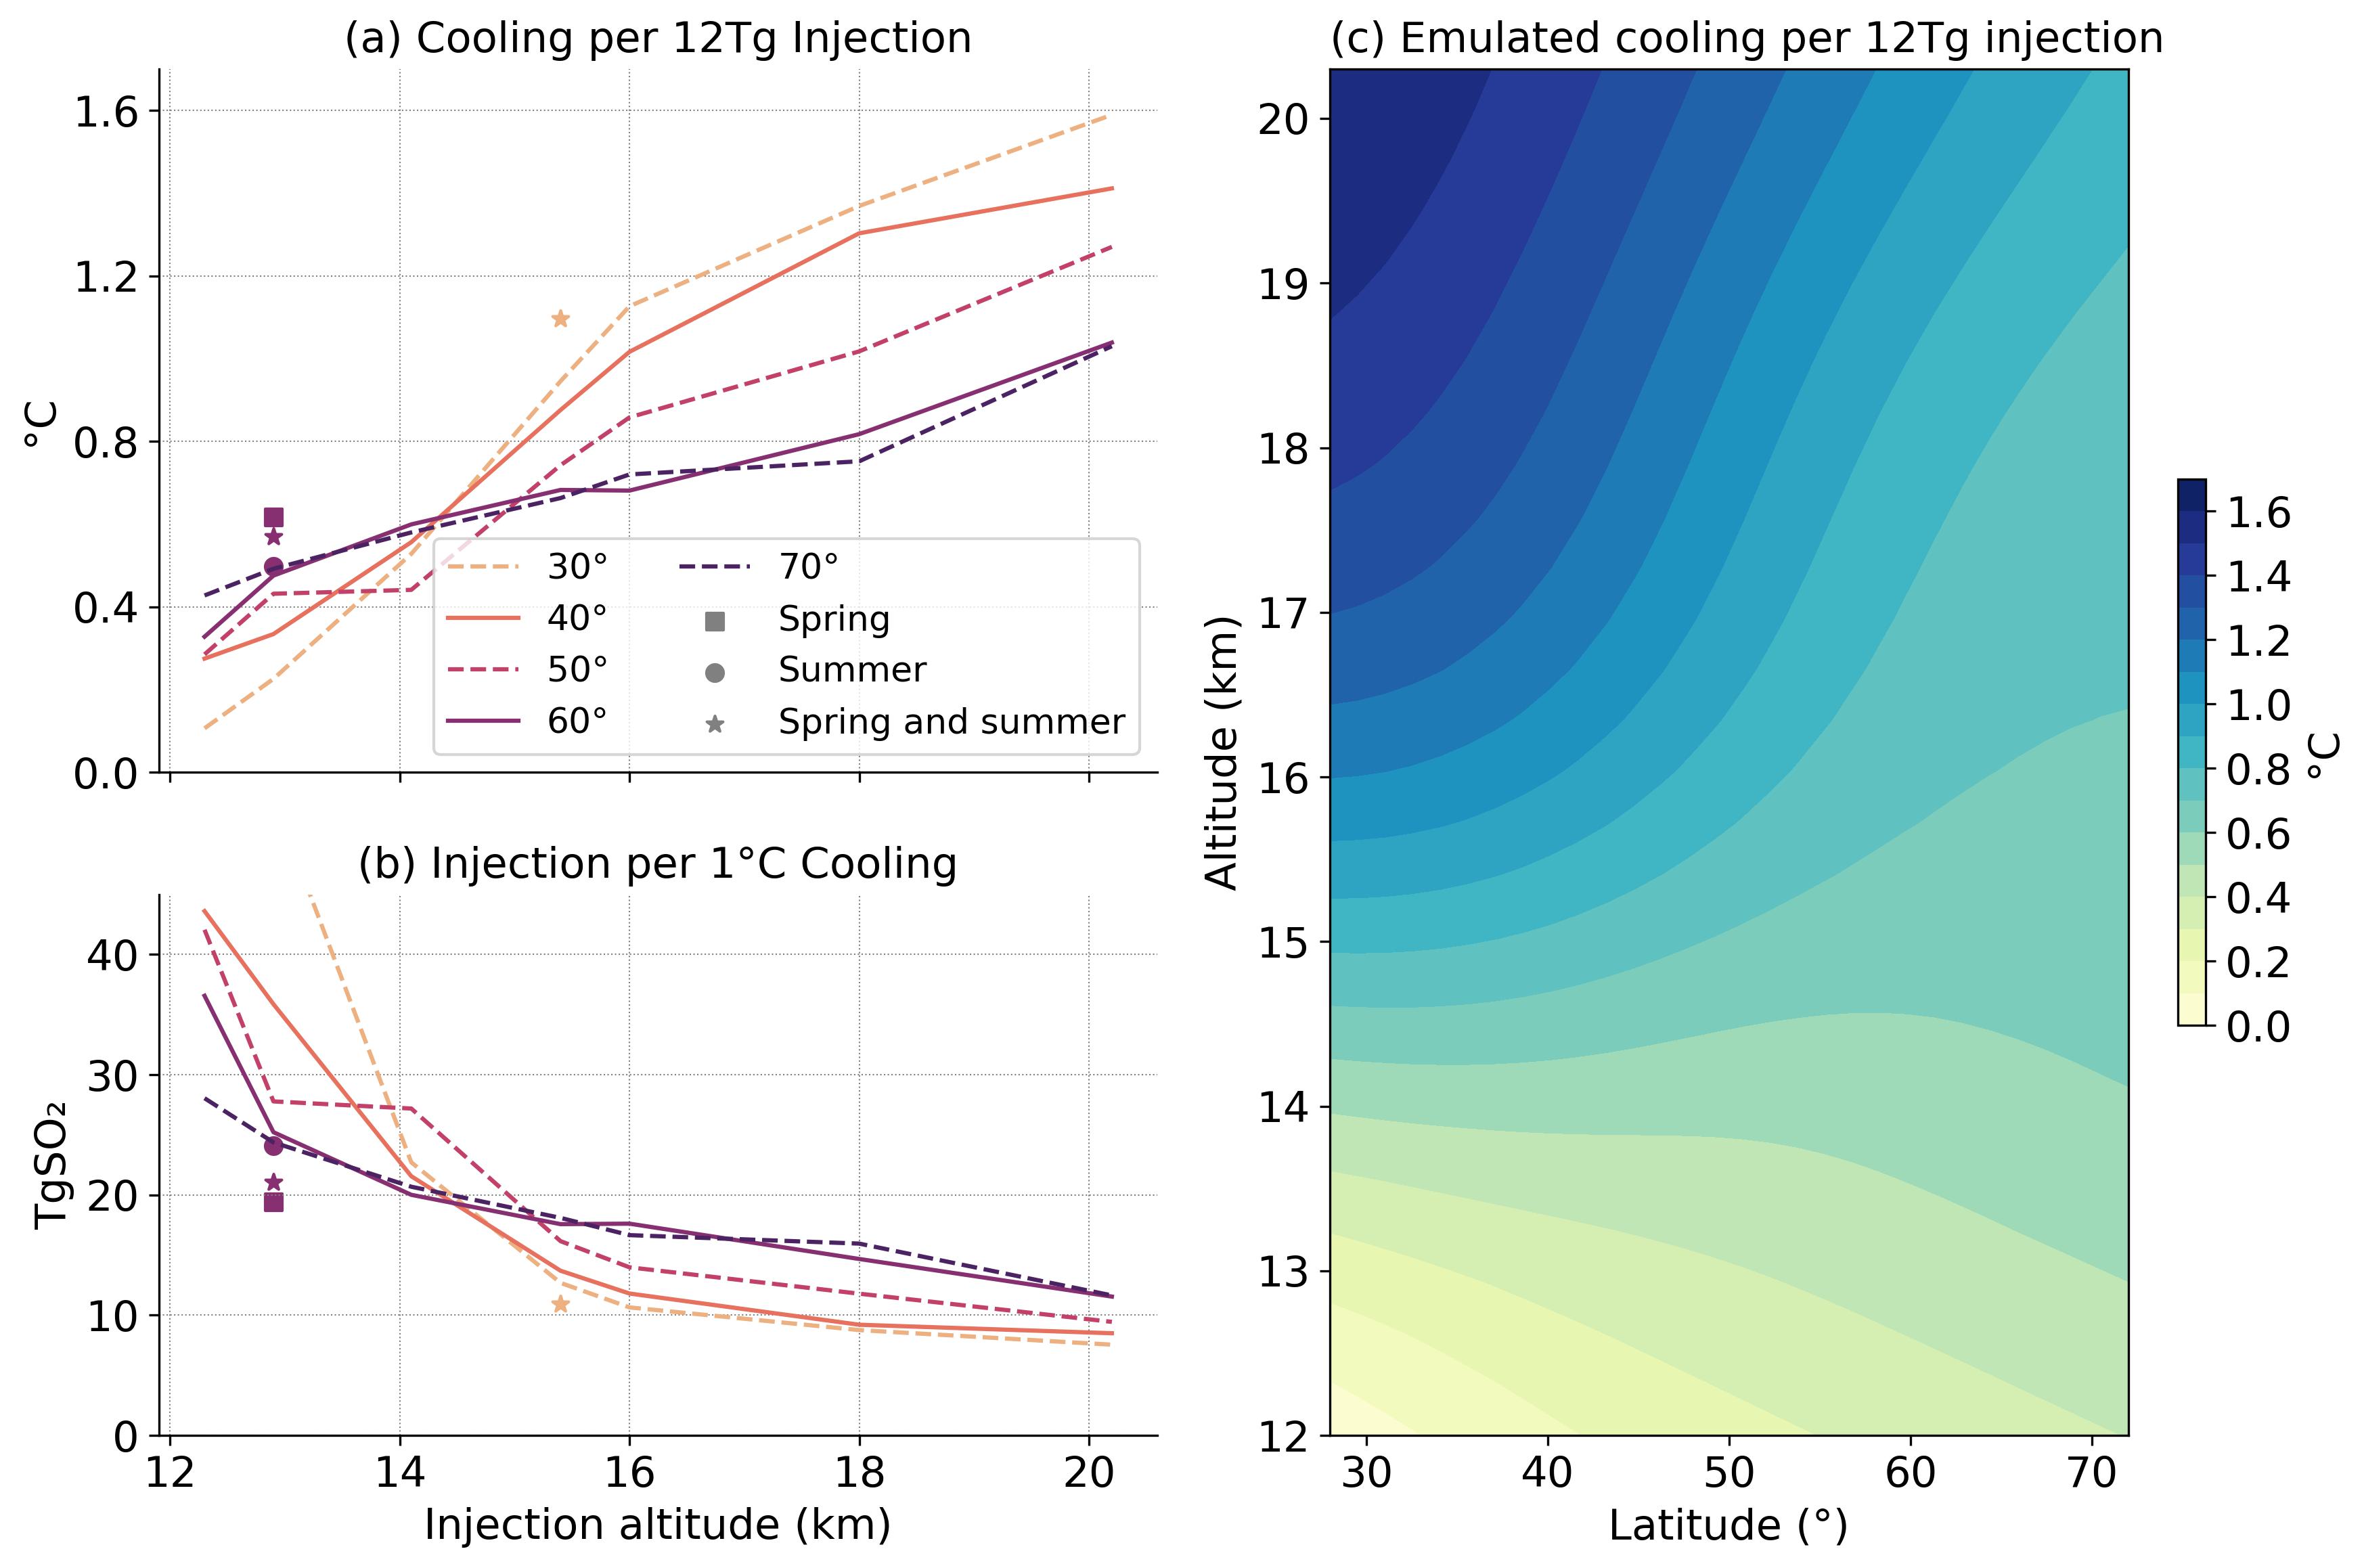 (a) Cooling per 12Tg Injection
1.6
1.2
0.8
0.4
0.0
°C
30°
40°
50°
60°
70°
Spring
Summer
Spring and summer
(b) Injection per 1°C Cooling
40
30
20
10
0
TgSO₂
12 14 16 18 20
Injection altitude (km)
(c) Emulated cooling per 12Tg injection
20
19
18
17
16
15
14
13
12
Altitude (km)
30 40 50 60 70
Latitude (°)
1.6
1.4
1.2
1.0
0.8
0.6
0.4
0.2
0.0
°C